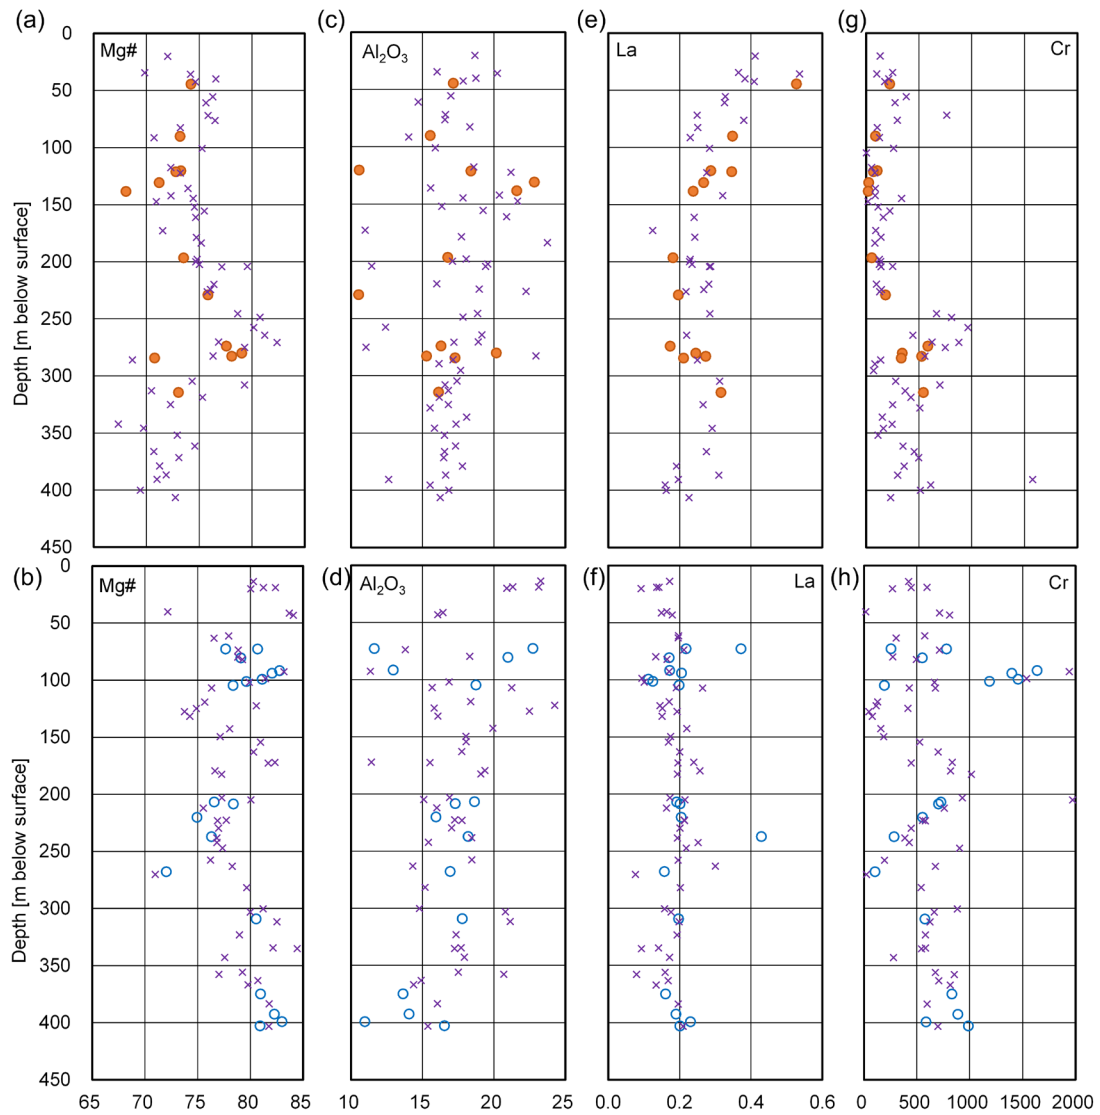 (a) (c) (e) (g)
Mg# Al₂O₃ La Cr
0
50
100
150
200
250
300
350
400
450
Depth [m below surface]
(b) (d) (f) (h)
Mg# Al₂O₃ La Cr
0
50
100
150
200
250
300
350
400
450
Depth [m below surface]
65 70 75 80 85 10 15 20 25 0.0 0.2 0.4 0.6 0 500 1000 1500 2000